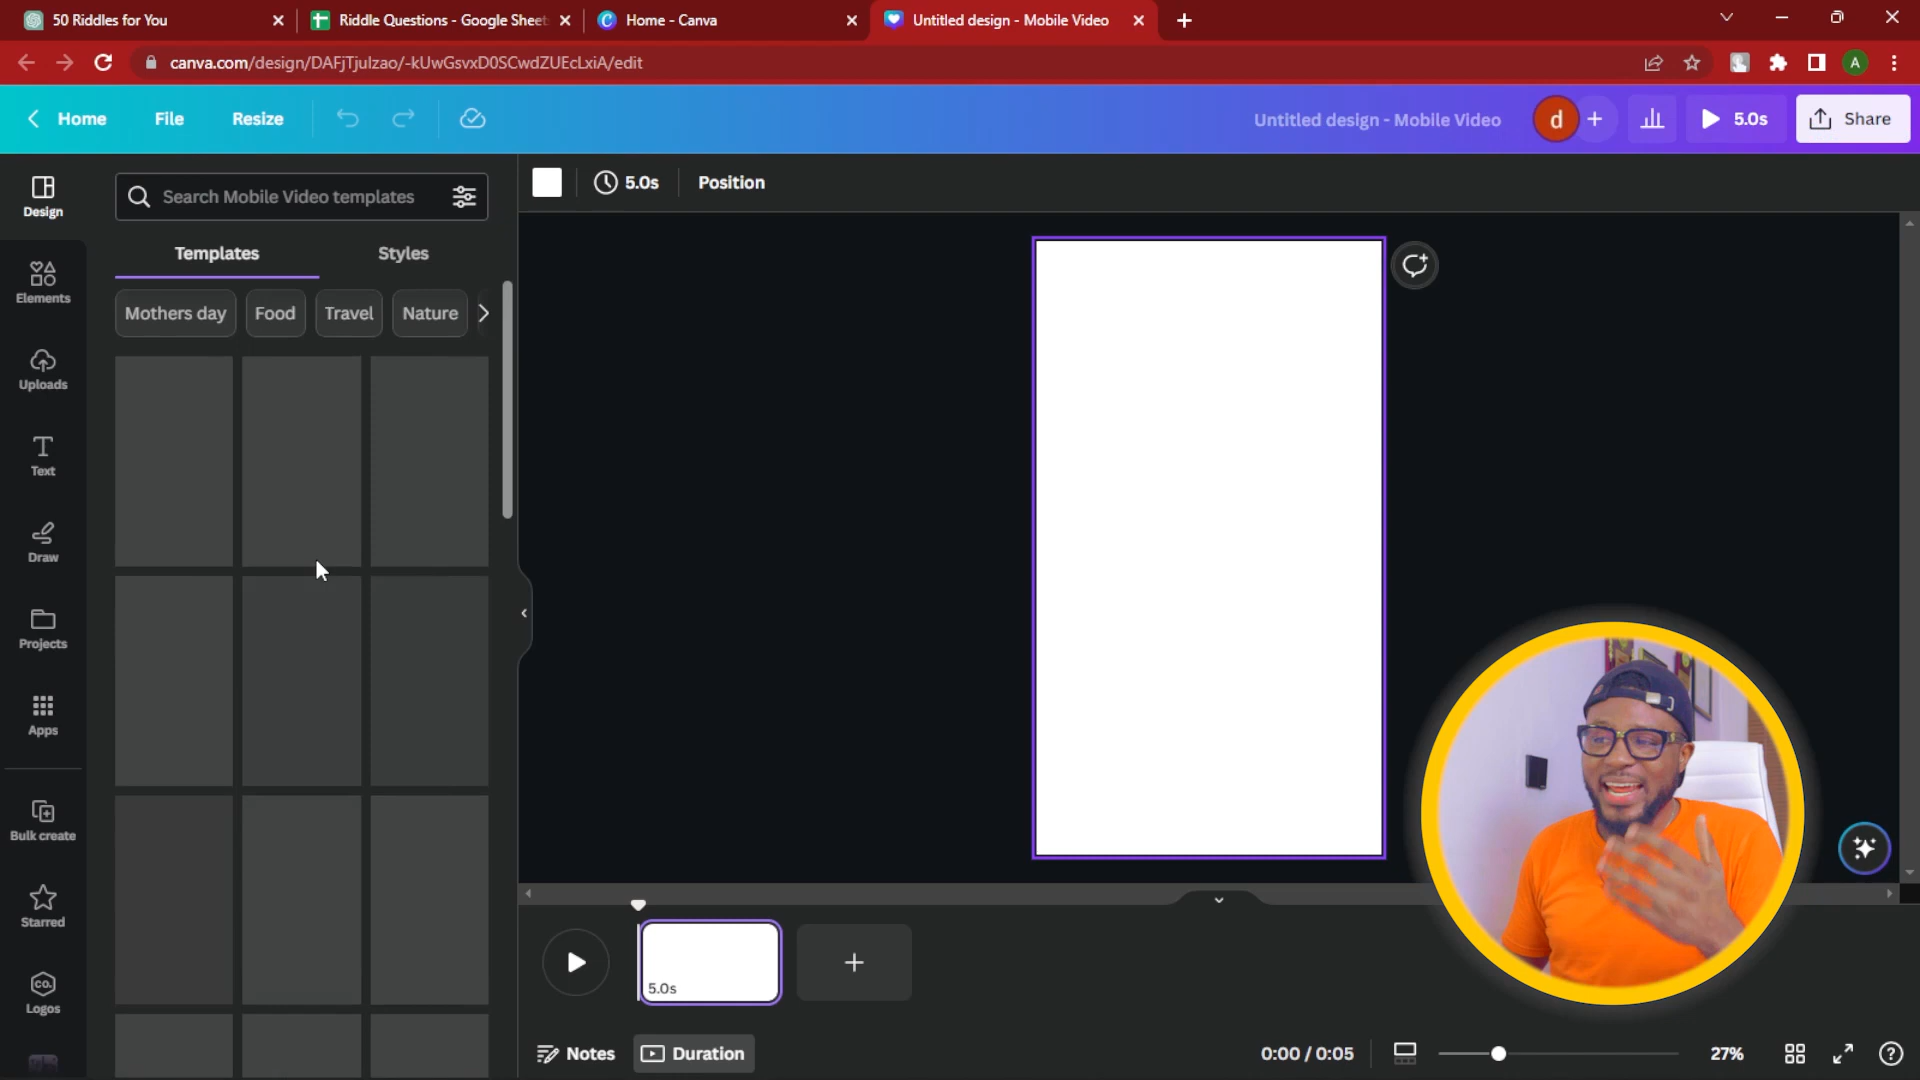 50 Riddles for You
Riddle Questions - Google Sheet
Home - Canva
Untitled design - Mobile Video
canva.com/design/DAFjTjulzao/-kUwGsvxD0SCwdZUEcLxiA/edit
A
Home
File
Resize
Untitled design - Mobile Video
d
5.0s
Share
Design
Search Mobile Video templates
5.0s
Position
Templates
Styles
Elements
Mothers day
Food
Travel
Nature
Uploads
Text
Draw
Projects
Apps
Bulk create
Starred
CO.
Logos
5.0s
Notes
Duration
0:00 / 0:05
27%